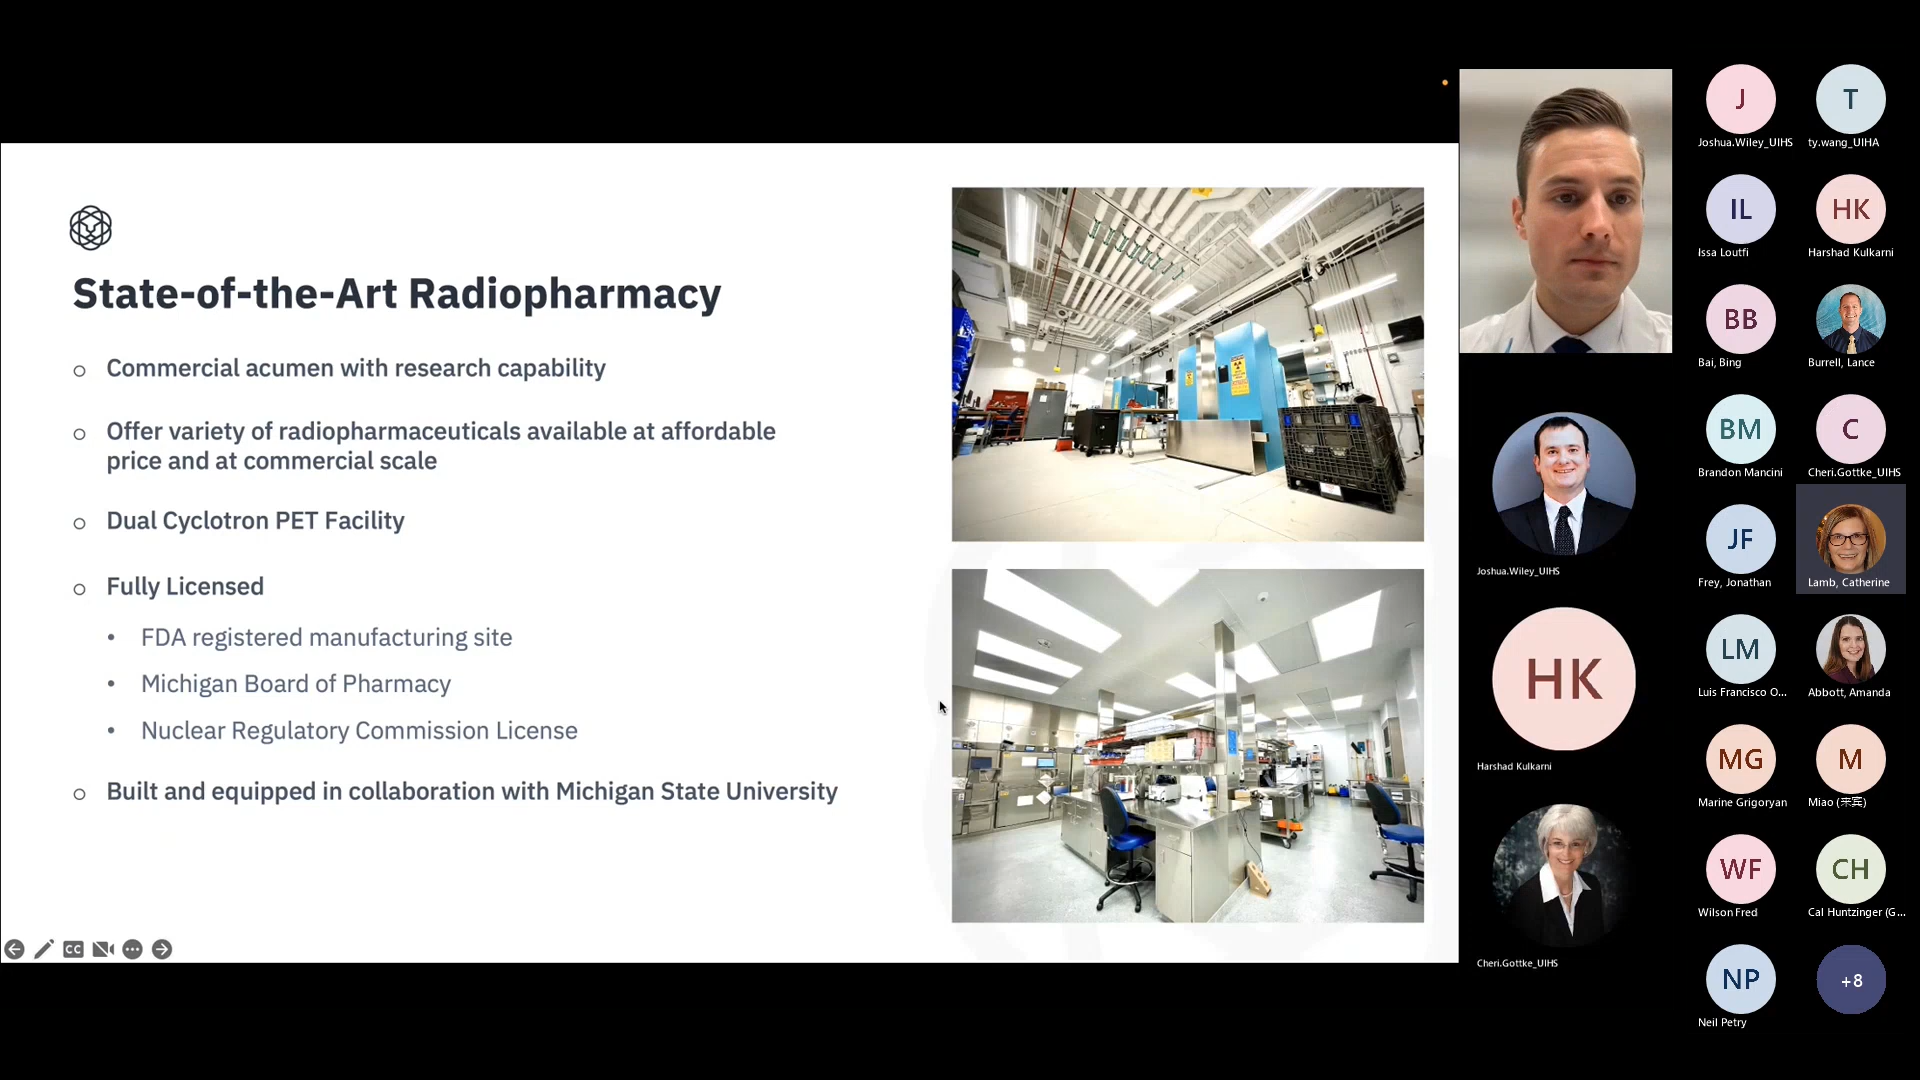 State-of-the-Art Radiopharmacy
Commercial acumen with research capability
Offer variety of radiopharmaceuticals available at affordable
price and at commercial scale
Dual Cyclotron PET Facility
Fully Licensed
FDA registered manufacturing site
Michigan Board of Pharmacy
Nuclear Regulatory Commission License
Built and equipped in collaboration with Michigan State University
CC
Joshua.Wiley_UIHS
HK
Harshad Kulkarni
Cheri.Gottke_UIHS
J
Joshua.Wiley_UIHS
T
ty.wang_UIHA
IL
Issa Loutfi
HK
Harshad Kulkarni
BB
Bai, Bing
Burrell, Lance
BM
Brandon Mancini
C
Cheri.Gottke_UIHS
JF
Frey, Jonathan
Lamb, Catherine
LM
Luis Francisco O...
Abbott, Amanda
MG
Marine Grigoryan
M
Miao (来宾)
WF
Wilson Fred
CH
Cal Huntzinger (G...
NP
Neil Petry
+8